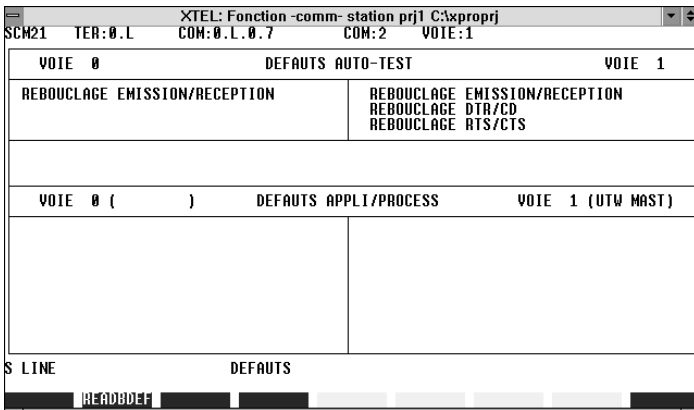 XTEL: Fonction -comm- station prj1 C:\xproprj
SCM21 TER:0.L COM:0.L.0.7 COM:2 VOIE:1
VOIE 0 DEFAUTS AUTO-TEST VOIE 1
REBOUCLAGE EMISSION/RECEPTION REBOUCLAGE EMISSION/RECEPTION
REBOUCLAGE DTR/CD
REBOUCLAGE RTS/CTS
VOIE 0 ( ) DEFAUTS APPLI/PROCESS VOIE 1 (UTW MAST)
S LINE DEFAUTS
READBDEF